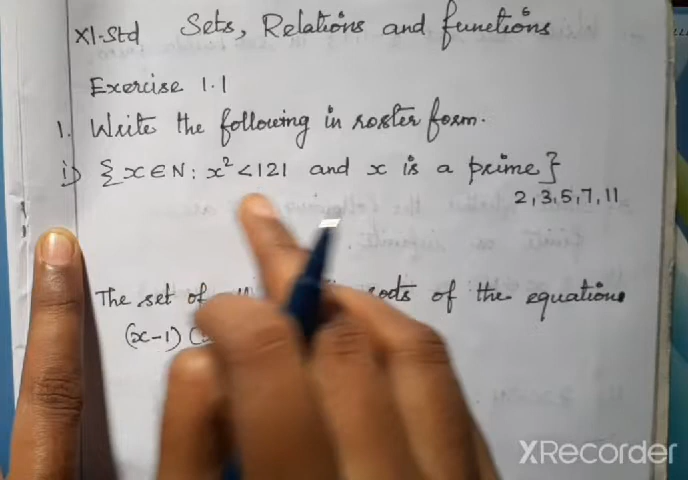 XI-Std Sets, Relations and functions
Exercise 1.1
1. Write the following in roster form.
i) {x∈N: x² <121 and x is a prime}
2, 3, 5, 7, 11
The set of roots of the equations
(x-1)
XRecorder